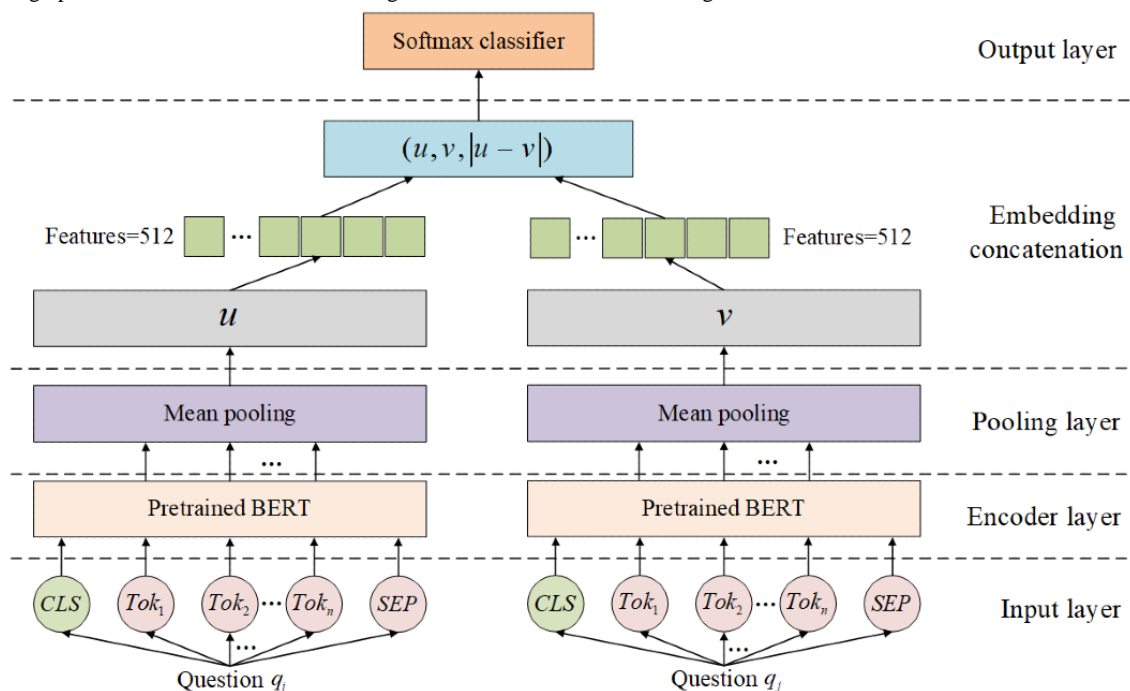 Softmax classifier
Output layer
(u, v, |u − v|)
Features=512
...
...
Features=512
Embedding
concatenation
u
v
Mean pooling
Mean pooling
Pooling layer
...
...
Pretrained BERT
Pretrained BERT
Encoder layer
CLS
Tok1
Tok2
...
Tokn
SEP
CLS
Tok1
Tok2
...
Tokn
SEP
Input layer
...
...
Question qi
Question qj